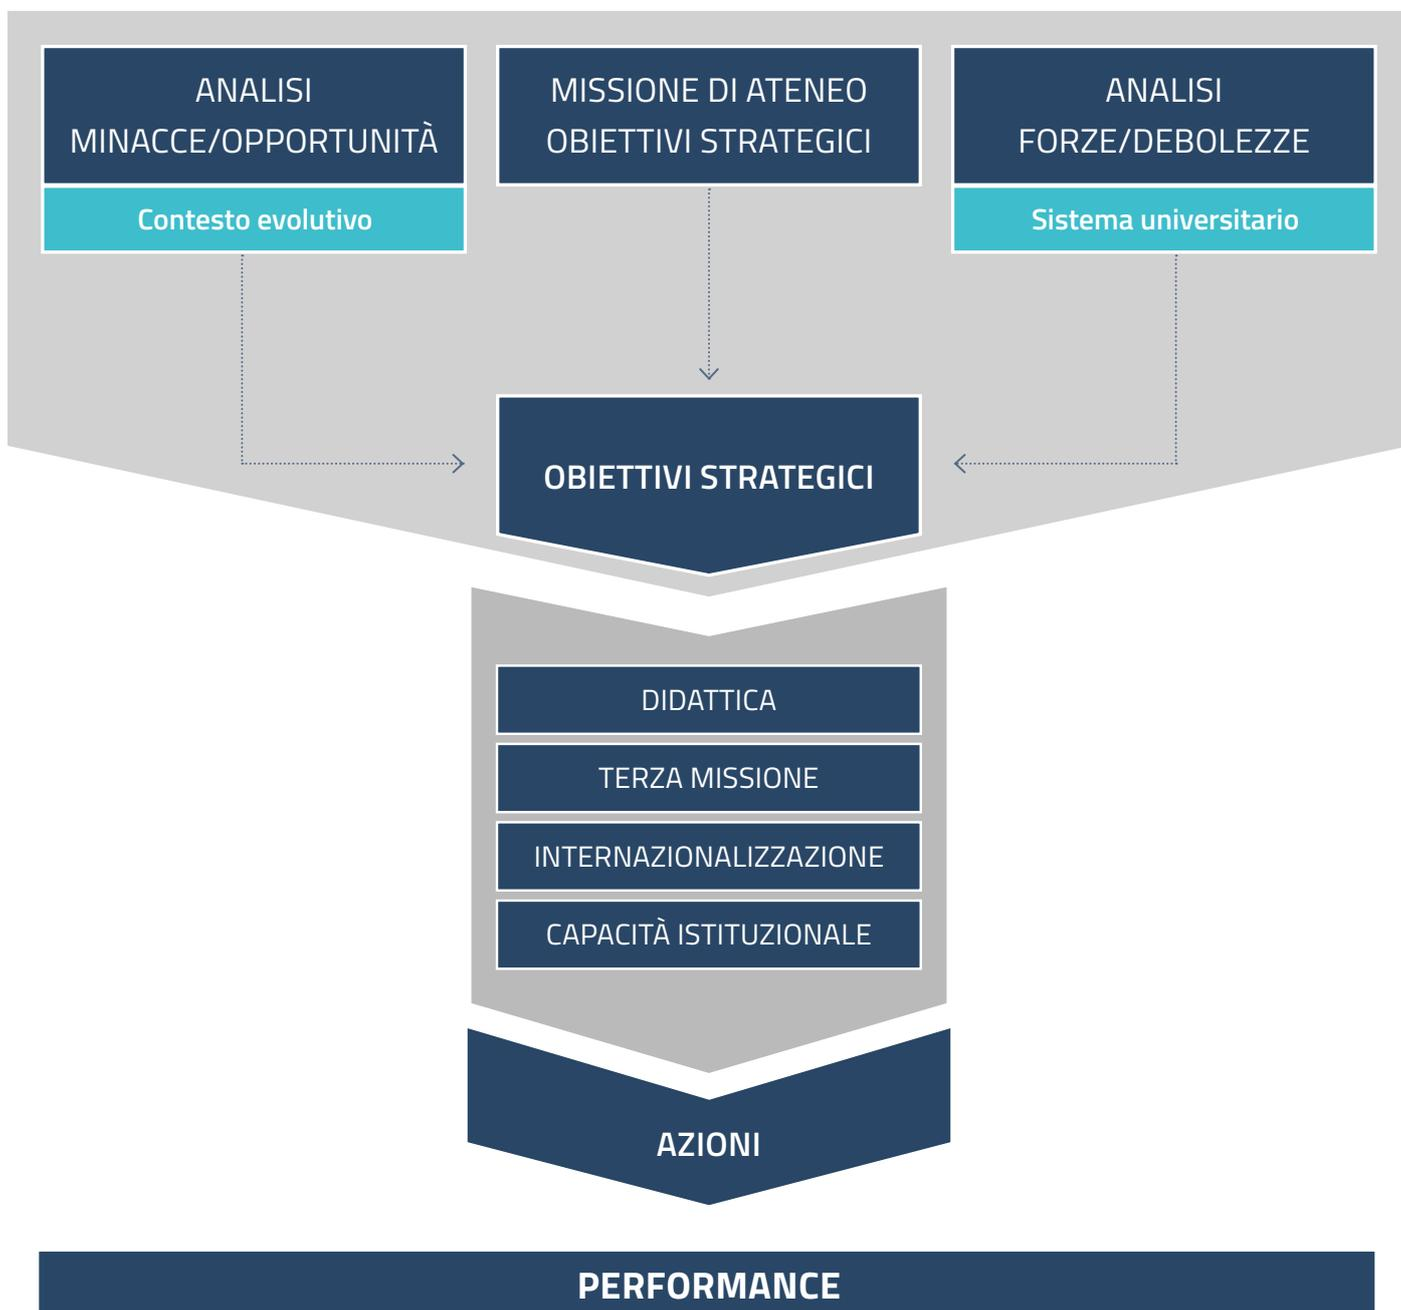 ANALISI
MINACCE/OPPORTUNITÀ
Contesto evolutivo
MISSIONE DI ATENEO
OBIETTIVI STRATEGICI
ANALISI
FORZE/DEBOLEZZE
Sistema universitario
OBIETTIVI STRATEGICI
DIDATTICA
TERZA MISSIONE
INTERNAZIONALIZZAZIONE
CAPACITÀ ISTITUZIONALE
AZIONI
PERFORMANCE